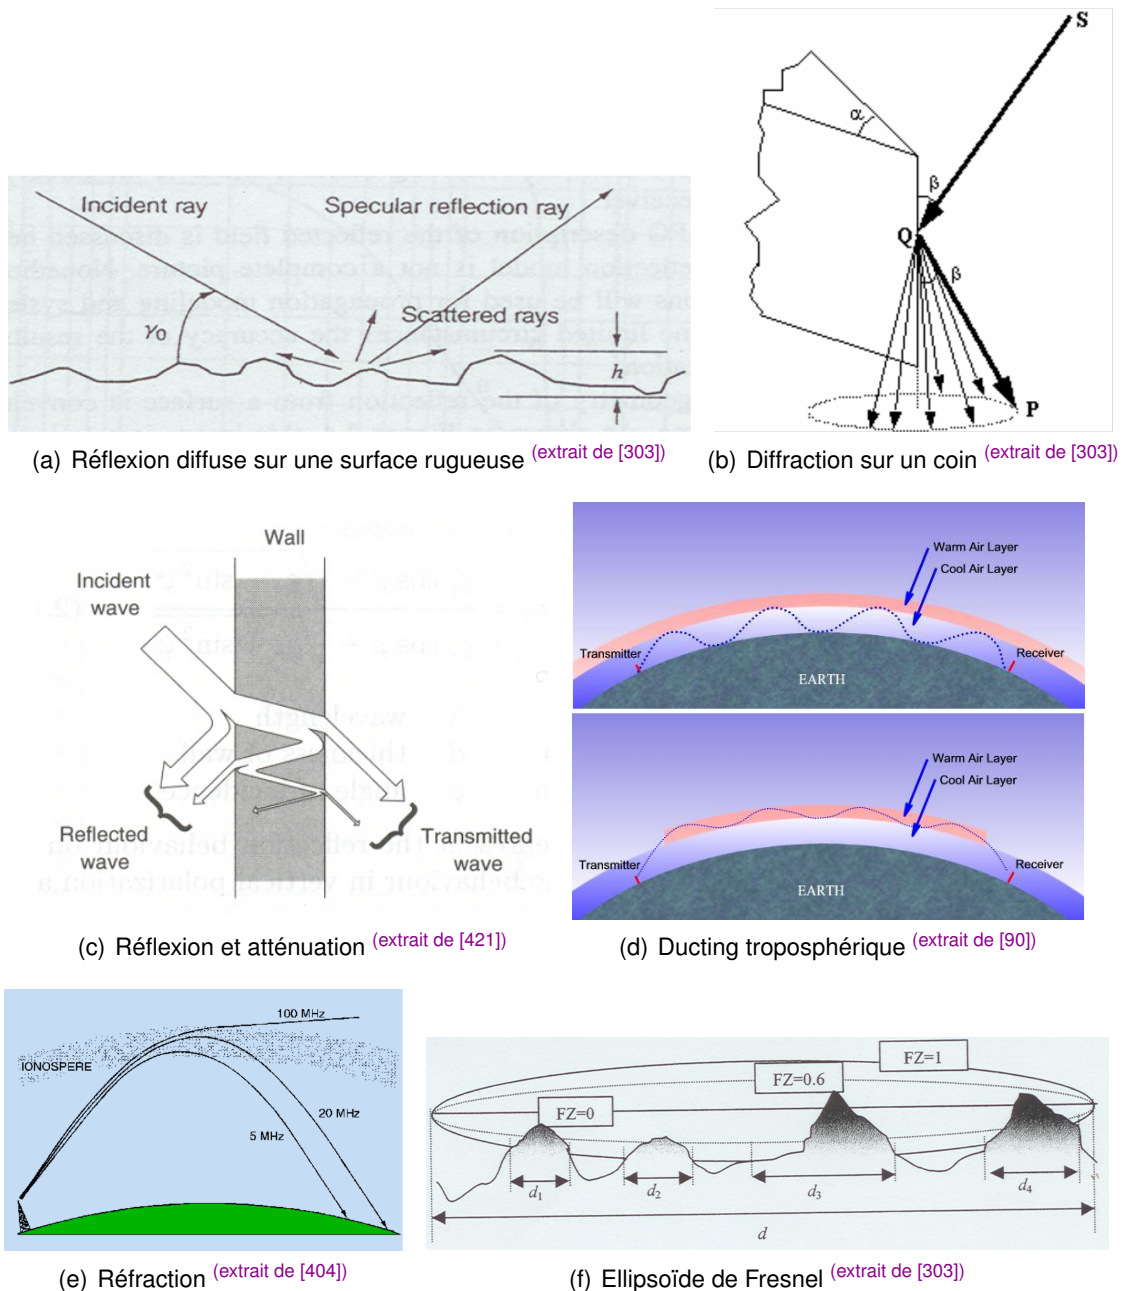 Incident ray
Specular reflection ray
Scattered rays
γ₀
h
(a) Réflexion diffuse sur une surface rugueuse (extrait de [303])
S
α
β
Q
β
P
(b) Diffraction sur un coin (extrait de [303])
Wall
Incident
wave
Reflected
wave
Transmitted
wave
(c) Réflexion et atténuation (extrait de [421])
Warm Air Layer
Cool Air Layer
Transmitter
Receiver
EARTH
Warm Air Layer
Cool Air Layer
Transmitter
Receiver
EARTH
(d) Ducting troposphérique (extrait de [90])
100 MHz
IONOSPERE
20 MHz
5 MHz
(e) Réfraction (extrait de [404])
FZ=1
FZ=0.6
FZ=0
d₁
d₂
d₃
d₄
d
(f) Ellipsoïde de Fresnel (extrait de [303])